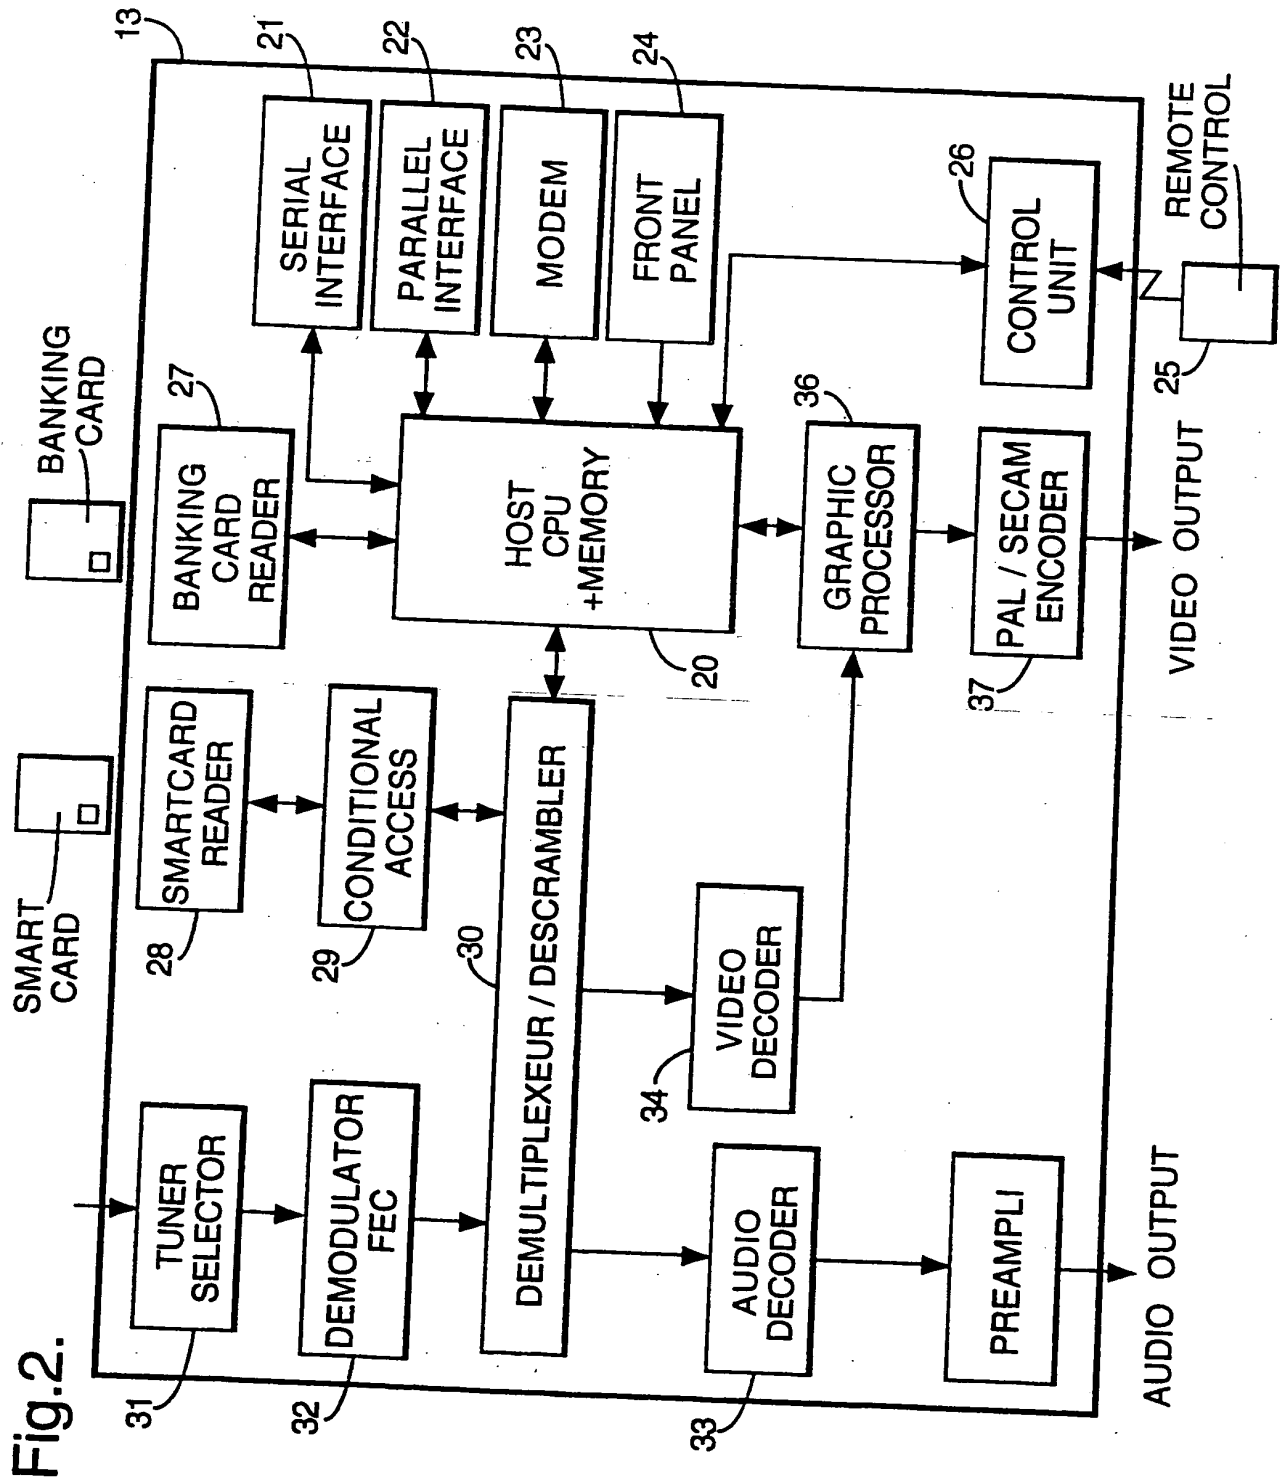 Fig.2.
SMART
CARD
BANKING
CARD
13
31
TUNER
SELECTOR
28
SMARTCARD
READER
BANKING
CARD
READER
27
SERIAL
INTERFACE
21
32
DEMODULATOR
FEC
29
CONDITIONAL
ACCESS
PARALLEL
INTERFACE
22
30
DEMULTIPLEXEUR / DESCRAMBLER
HOST
CPU
+MEMORY
20
MODEM
23
FRONT
PANEL
24
33
AUDIO
DECODER
34
VIDEO
DECODER
GRAPHIC
PROCESSOR
36
PREAMPLI
37
PAL / SECAM
ENCODER
CONTROL
UNIT
26
AUDIO OUTPUT
VIDEO OUTPUT
25
REMOTE
CONTROL